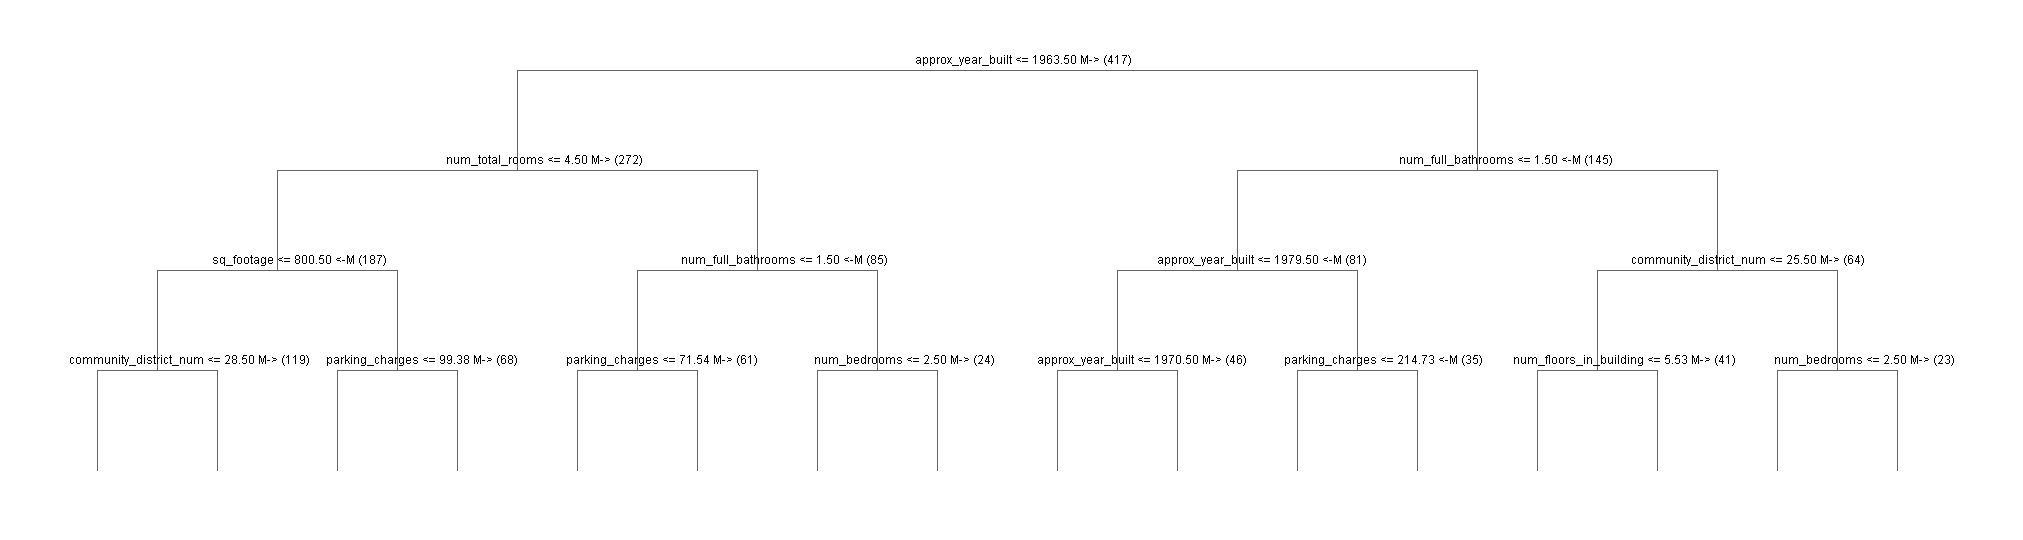 approx_year_built <= 1963.50 M-> (417)
num_total_rooms <= 4.50 M-> (272)
num_full_bathrooms <= 1.50 <-M (145)
sq_footage <= 800.50 <-M (187)
num_full_bathrooms <= 1.50 <-M (85)
approx_year_built <= 1979.50 <-M (81)
community_district_num <= 25.50 M-> (64)
community_district_num <= 28.50 M-> (119)
parking_charges <= 99.38 M-> (68)
parking_charges <= 71.54 M-> (61)
num_bedrooms <= 2.50 M-> (24)
approx_year_built <= 1970.50 M-> (46)
parking_charges <= 214.73 <-M (35)
num_floors_in_building <= 5.53 M-> (41)
num_bedrooms <= 2.50 M-> (23)